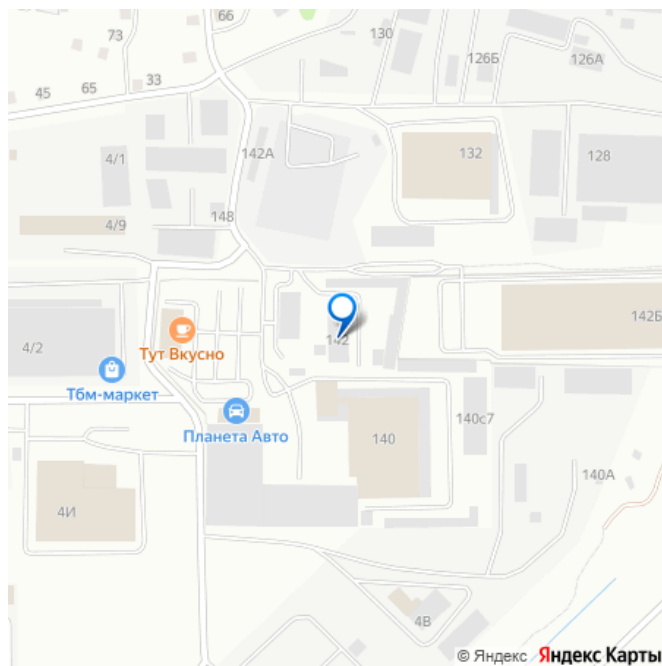 66
73
130
126Б
126А
33
65
45
4/1
142А
132
128
148
4/9
142Б
4/2
142
Тут Вкусно
Тбм-маркет
Планета Авто
140с7
140
140А
4И
4В
© Яндекс Яндекс Карты